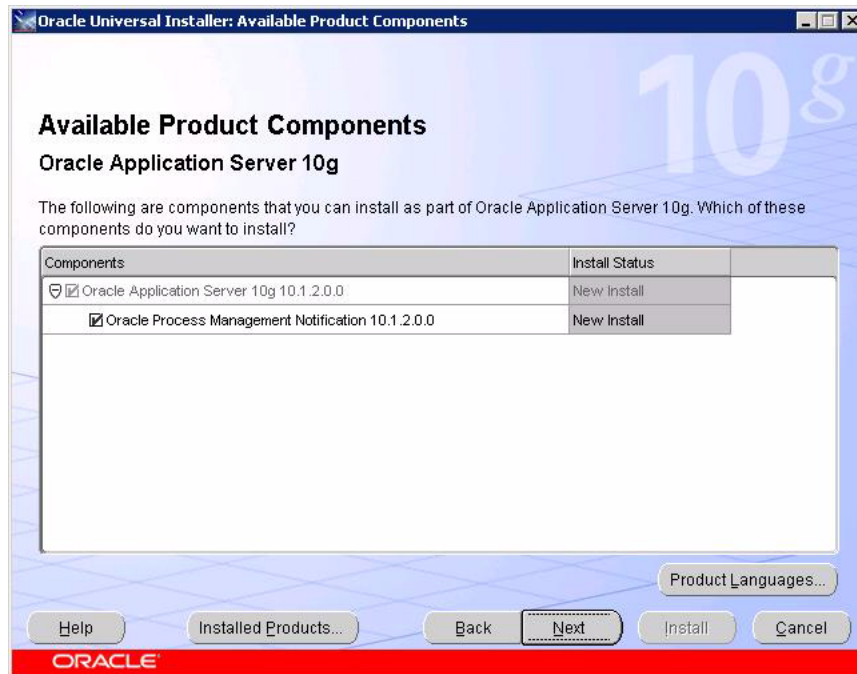 Oracle Universal Installer: Available Product Components
10g
Available Product Components
Oracle Application Server 10g
The following are components that you can install as part of Oracle Application Server 10g. Which of these
components do you want to install?
Components Install Status
Oracle Application Server 10g 10.1.2.0.0 New Install
Oracle Process Management Notification 10.1.2.0.0 New Install
Product Languages...
Help Installed Products... Back Next Install Cancel
ORACLE